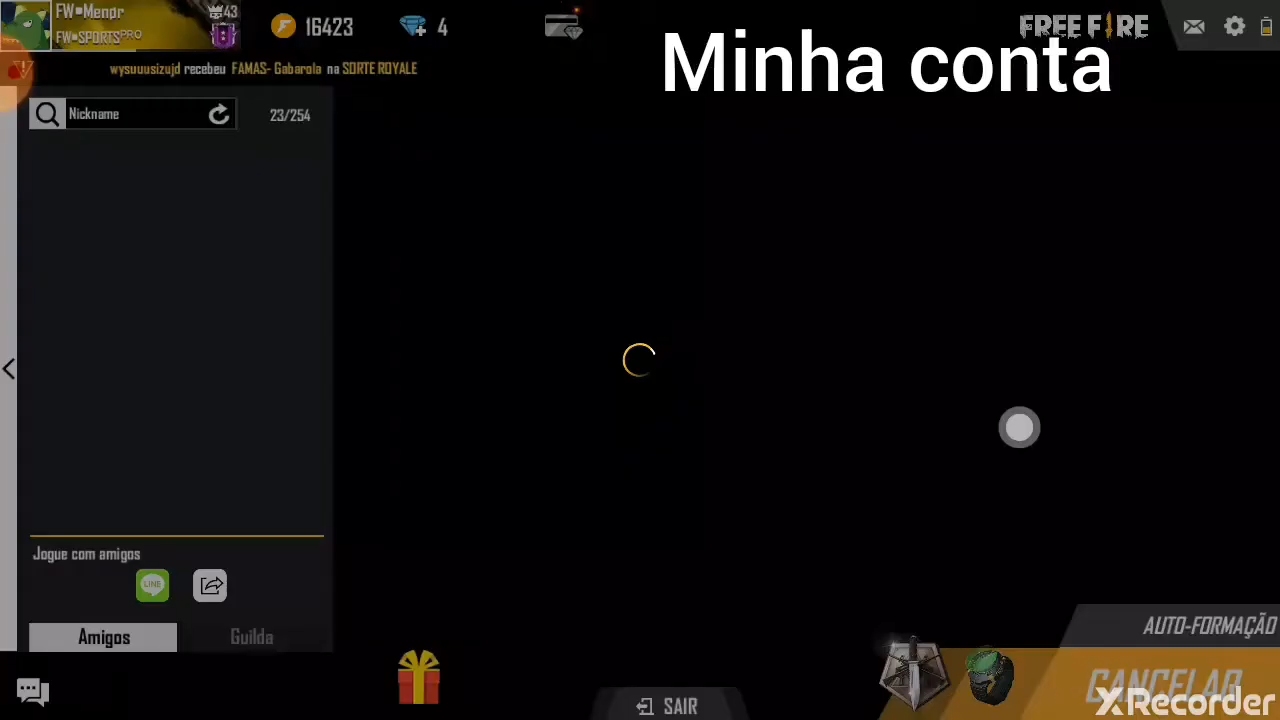 FW•Menor
43
FW•SPORTSᴾᴿᴼ
16423
4
FREE FIRE
Minha conta
wysuuusizujd recebeu FAMAS- Gabarola na SORTE ROYALE
Nickname
23/254
Jogue com amigos
LINE
Amigos
Guilda
AUTO-FORMAÇÃO
CANCELAR
SAIR
XRecorder